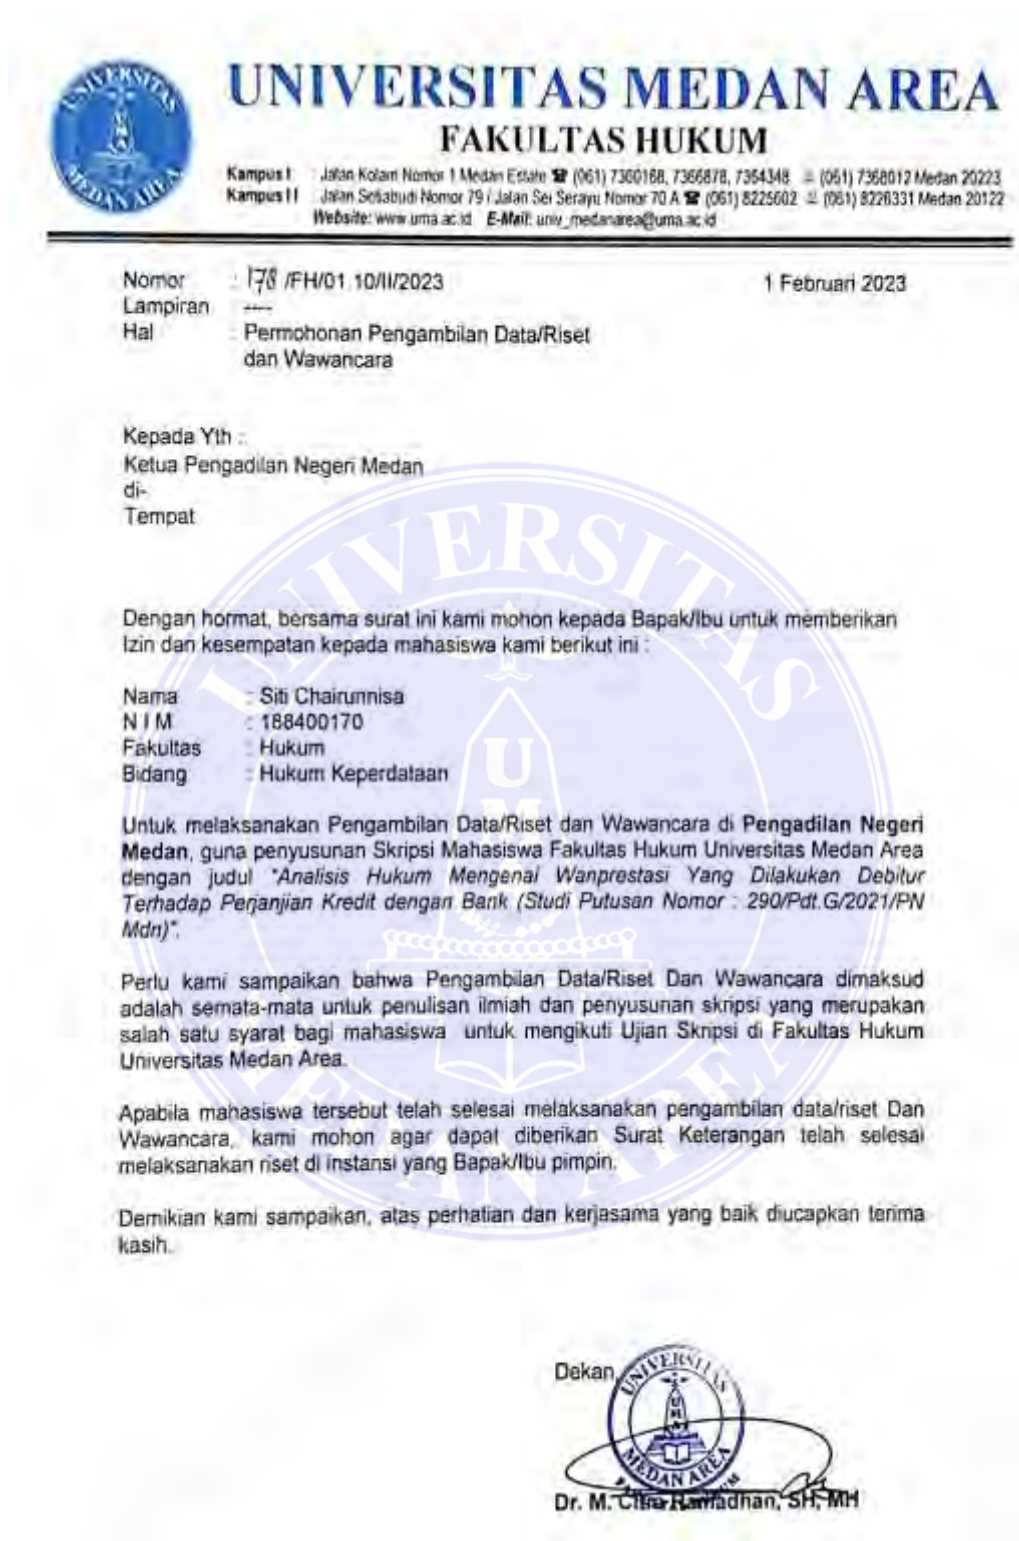 UNIVERSITAS MEDAN AREA
FAKULTAS HUKUM
Kampus I : Jalan Kolam Nomor 1 Medan Estate ☎ (061) 7360168, 7366878, 7364348 (061) 7368012 Medan 20223
Kampus II : Jalan Setiabudi Nomor 79 / Jalan Sei Serayu Nomor 70 A ☎ (061) 8225602 (061) 8226331 Medan 20122
Website: www.uma.ac.id E-Mail: univ_medanarea@uma.ac.id
UNIVERSITAS
MEDAN AREA
Nomor : 178 /FH/01.10/II/2023 1 Februari 2023
Lampiran : ----
Hal : Permohonan Pengambilan Data/Riset
dan Wawancara
Kepada Yth :
Ketua Pengadilan Negeri Medan
di-
Tempat
Dengan hormat, bersama surat ini kami mohon kepada Bapak/Ibu untuk memberikan
Izin dan kesempatan kepada mahasiswa kami berikut ini :
Nama : Siti Chairunnisa
N I M : 188400170
Fakultas : Hukum
Bidang : Hukum Keperdataan
Untuk melaksanakan Pengambilan Data/Riset dan Wawancara di Pengadilan Negeri
Medan, guna penyusunan Skripsi Mahasiswa Fakultas Hukum Universitas Medan Area
dengan judul "Analisis Hukum Mengenai Wanprestasi Yang Dilakukan Debitur
Terhadap Perjanjian Kredit dengan Bank (Studi Putusan Nomor : 290/Pdt.G/2021/PN
Mdn)".
Perlu kami sampaikan bahwa Pengambilan Data/Riset Dan Wawancara dimaksud
adalah semata-mata untuk penulisan ilmiah dan penyusunan skripsi yang merupakan
salah satu syarat bagi mahasiswa untuk mengikuti Ujian Skripsi di Fakultas Hukum
Universitas Medan Area.
Apabila mahasiswa tersebut telah selesai melaksanakan pengambilan data/riset Dan
Wawancara, kami mohon agar dapat diberikan Surat Keterangan telah selesai
melaksanakan riset di instansi yang Bapak/Ibu pimpin.
Demikian kami sampaikan, atas perhatian dan kerjasama yang baik diucapkan terima
kasih.
UNIVERSITAS
UMA
MEDAN AREA
Dekan,
UNIVERSITAS
UMA
MEDAN AREA
Dr. M. Citra Ramadhan, SH, MH